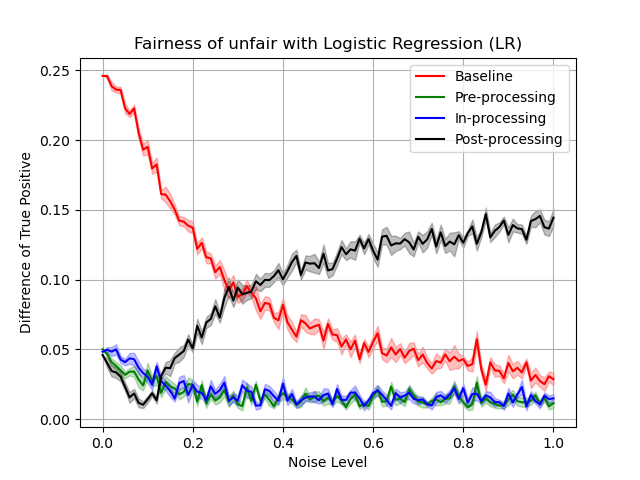 Fairness of unfair with Logistic Regression (LR)
Baseline
Pre-processing
In-processing
Post-processing
Difference of True Positive
0.25
0.20
0.15
0.10
0.05
0.00
0.0 0.2 0.4 0.6 0.8 1.0
Noise Level